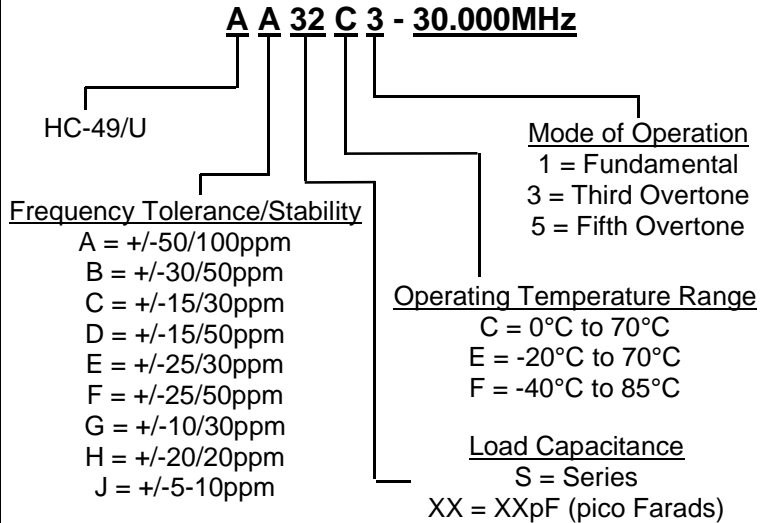 A A 32 C 3 - 30.000MHz
HC-49/U
Frequency Tolerance/Stability
A = +/-50/100ppm
B = +/-30/50ppm
C = +/-15/30ppm
D = +/-15/50ppm
E = +/-25/30ppm
F = +/-25/50ppm
G = +/-10/30ppm
H = +/-20/20ppm
J = +/-5-10ppm
Mode of Operation
1 = Fundamental
3 = Third Overtone
5 = Fifth Overtone
Operating Temperature Range
C = 0°C to 70°C
E = -20°C to 70°C
F = -40°C to 85°C
Load Capacitance
S = Series
XX = XXpF (pico Farads)